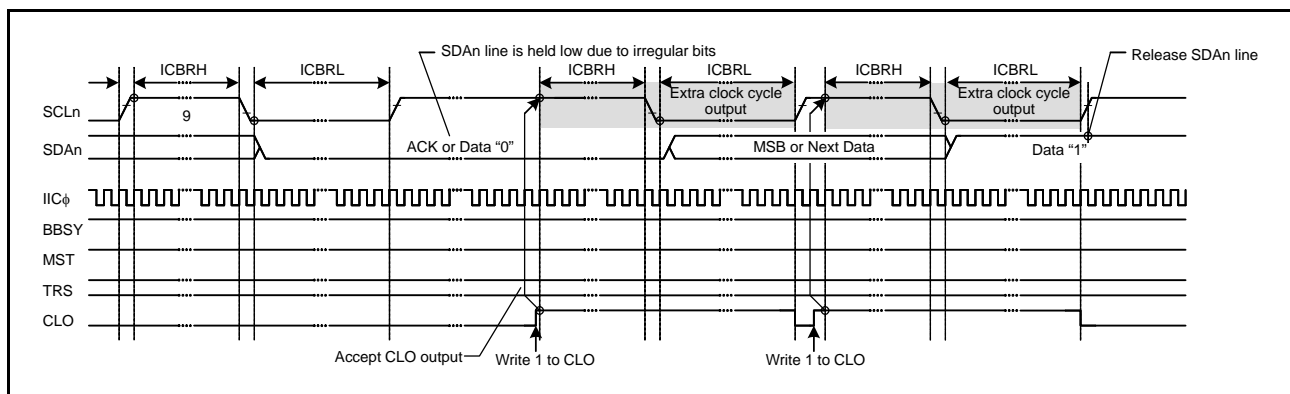 SDAn line is held low due to irregular bits
Release SDAn line
ICBRH
ICBRL
ICBRH
ICBRL
ICBRH
ICBRL
Extra clock cycle
output
Extra clock cycle
output
SCLn
9
SDAn
ACK or Data “0”
MSB or Next Data
Data “1”
IICϕ
BBSY
MST
TRS
CLO
Accept CLO output
Write 1 to CLO
Write 1 to CLO